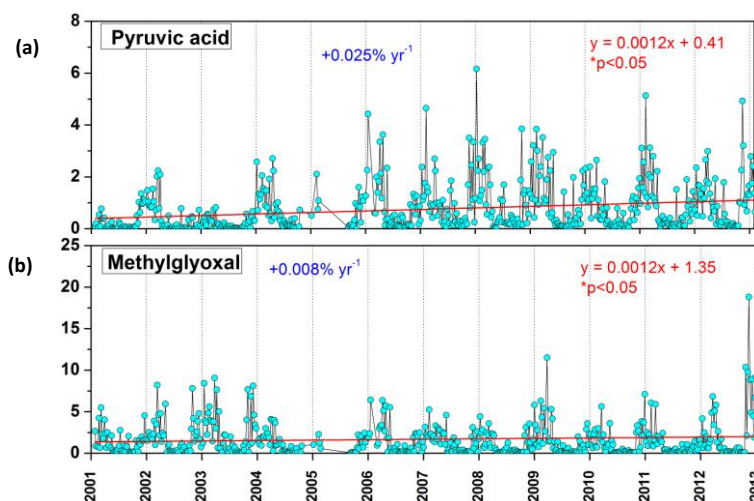 (a)
Pyruvic acid
+0.025% yr-1
y = 0.0012x + 0.41
*p<0.05
8
6
4
2
0
(b)
Methylglyoxal
+0.008% yr-1
y = 0.0012x + 1.35
*p<0.05
25
20
15
10
5
0
2001
2002
2003
2004
2005
2006
2007
2008
2009
2010
2011
2012